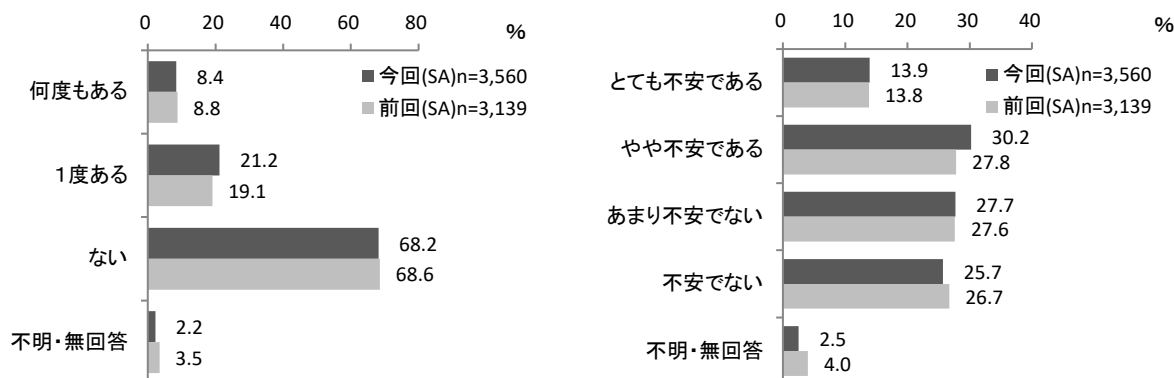 0 20 40 60 80
%
今回(SA)n=3,560
前回(SA)n=3,139
何度もある
8.4
8.8
1度ある
21.2
19.1
ない
68.2
68.6
不明・無回答
2.2
3.5
0 10 20 30 40
%
今回(SA)n=3,560
前回(SA)n=3,139
とても不安である
13.9
13.8
やや不安である
30.2
27.8
あまり不安でない
27.7
27.6
不安でない
25.7
26.7
不明・無回答
2.5
4.0